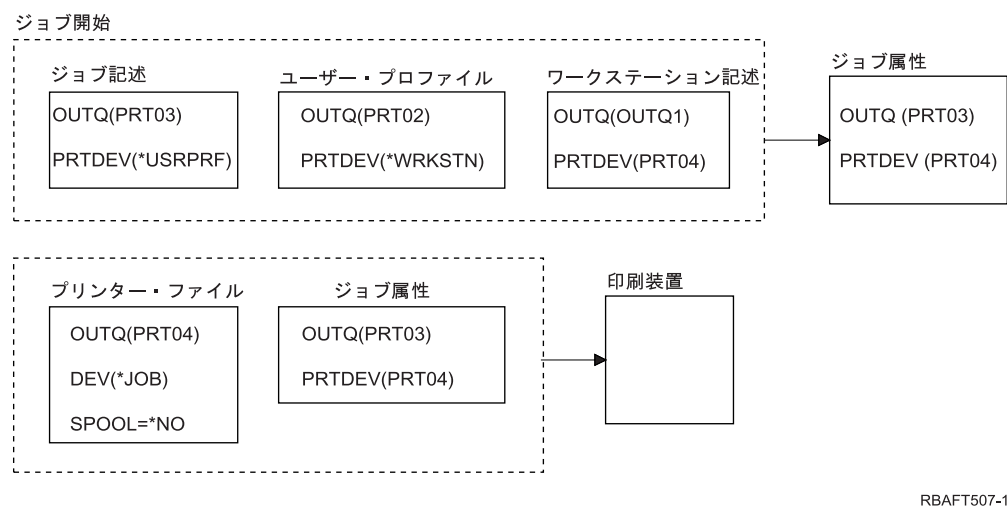 ジョブ開始
ジョブ記述
OUTQ(PRT03)
PRTDEV(*USRPRF)
ユーザー・プロファイル
OUTQ(PRT02)
PRTDEV(*WRKSTN)
ワークステーション記述
OUTQ(OUTQ1)
PRTDEV(PRT04)
ジョブ属性
OUTQ (PRT03)
PRTDEV (PRT04)
プリンター・ファイル
OUTQ(PRT04)
DEV(*JOB)
SPOOL=*NO
ジョブ属性
OUTQ(PRT03)
PRTDEV(PRT04)
印刷装置
RBAFT507-1